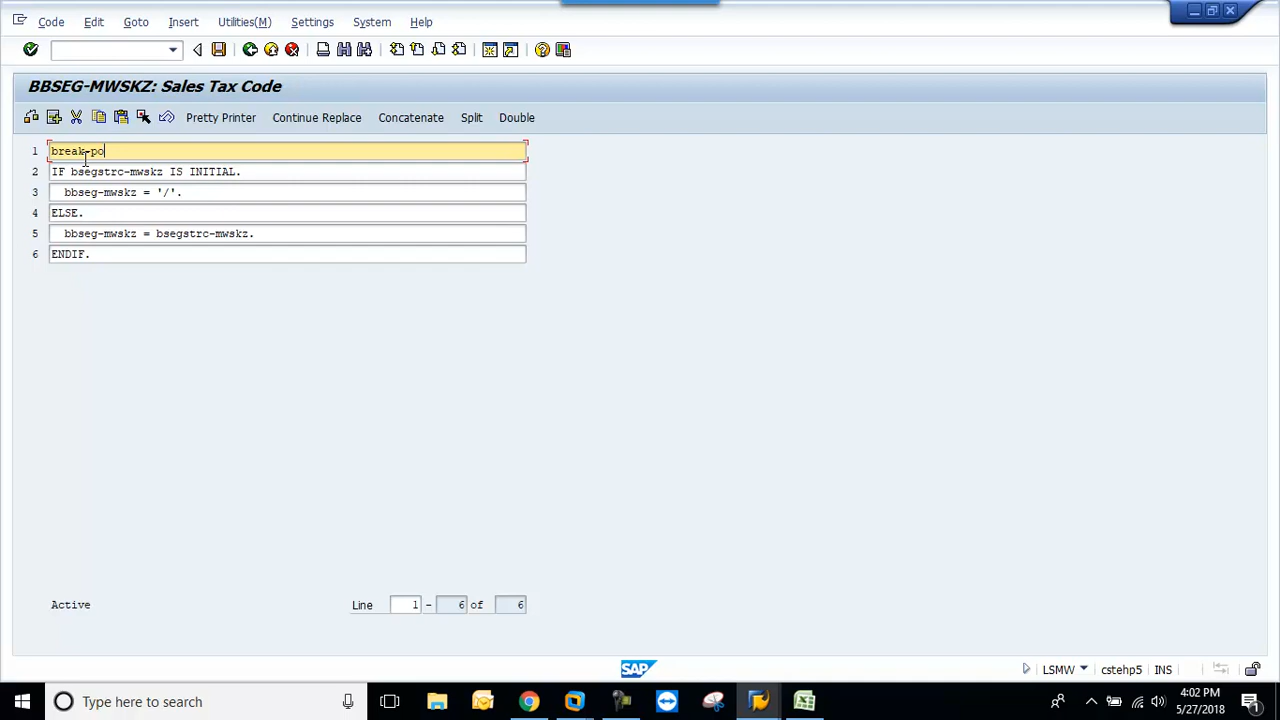 Code Edit Goto Insert Utilities(M) Settings System Help
BBSEG-MWSKZ: Sales Tax Code
Pretty Printer Continue Replace Concatenate Split Double
1 break-po
2 IF bsegstrc-mwskz IS INITIAL.
3 bbseg-mwskz = '/'.
4 ELSE.
5 bbseg-mwskz = bsegstrc-mwskz.
6 ENDIF.
Active Line 1 - 6 of 6
SAP LSMW cstehp5 INS
Type here to search
4:02 PM
5/27/2018